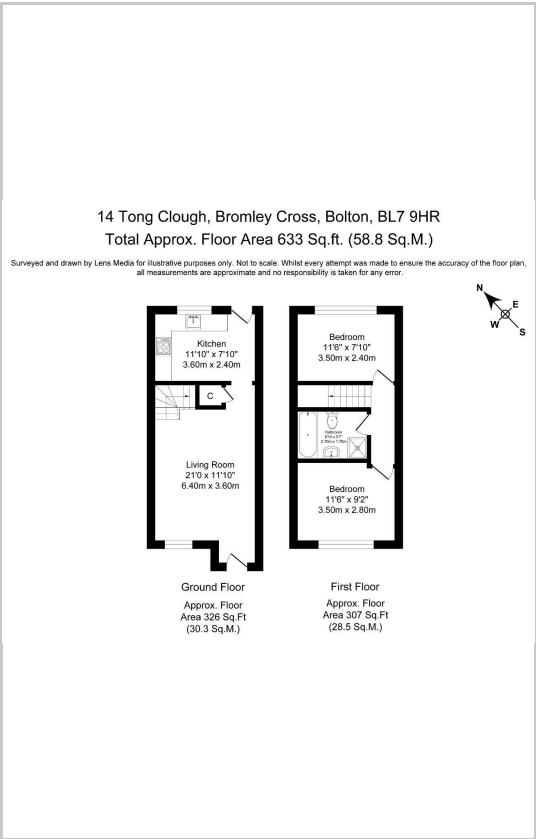 14 Tong Clough, Bromley Cross, Bolton, BL7 9HR
Total Approx. Floor Area 633 Sq.ft. (58.8 Sq.M.)
Surveyed and drawn by Lens Media for illustrative purposes only. Not to scale. Whilst every attempt was made to ensure the accuracy of the floor plan,
all measurements are approximate and no responsibility is taken for any error.
N
E
W
S
Kitchen
11'10" x 7'10"
3.60m x 2.40m
C
Living Room
21'0 x 11'10"
6.40m x 3.60m
Bedroom
11'6" x 7'10"
3.50m x 2.40m
Bathroom
Bedroom
11'6" x 9'2"
3.50m x 2.80m
Ground Floor
Approx. Floor
Area 326 Sq.Ft
(30.3 Sq.M.)
First Floor
Approx. Floor
Area 307 Sq.Ft
(28.5 Sq.M.)